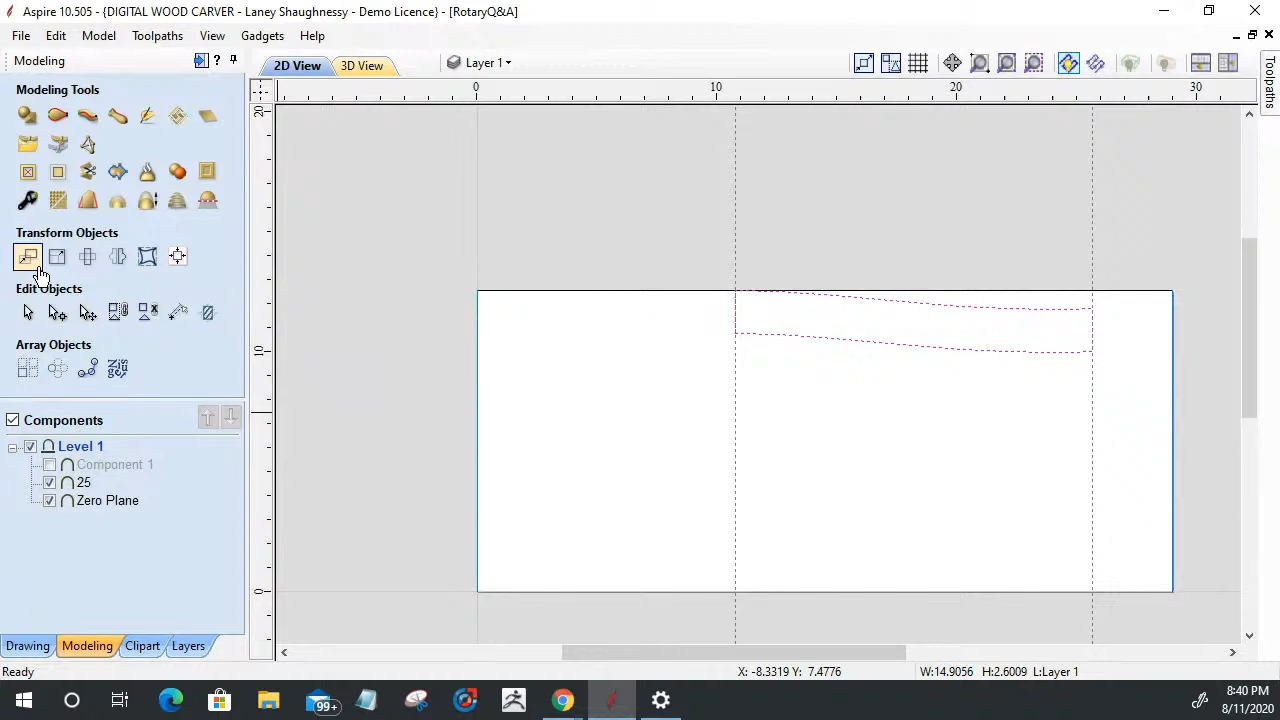 Aspire 10.505 - {DIGITAL WOOD CARVER - Laney Shaughnessy - Demo Licence} - [RotaryQ&A]
File Edit Model Toolpaths View Gadgets Help
Modeling ?
2D View 3D View Layer 1
Toolpaths
Modeling Tools
0 10 20 30
20
10
0
Transform Objects
Edit Objects
Array Objects
Components
Level 1
Component 1
25
Zero Plane
Drawing Modeling Clipart Layers
Ready X: -8.3319 Y: 7.4776 W:14.9056 H:2.6009 L:Layer 1
99+
8:40 PM
8/11/2020